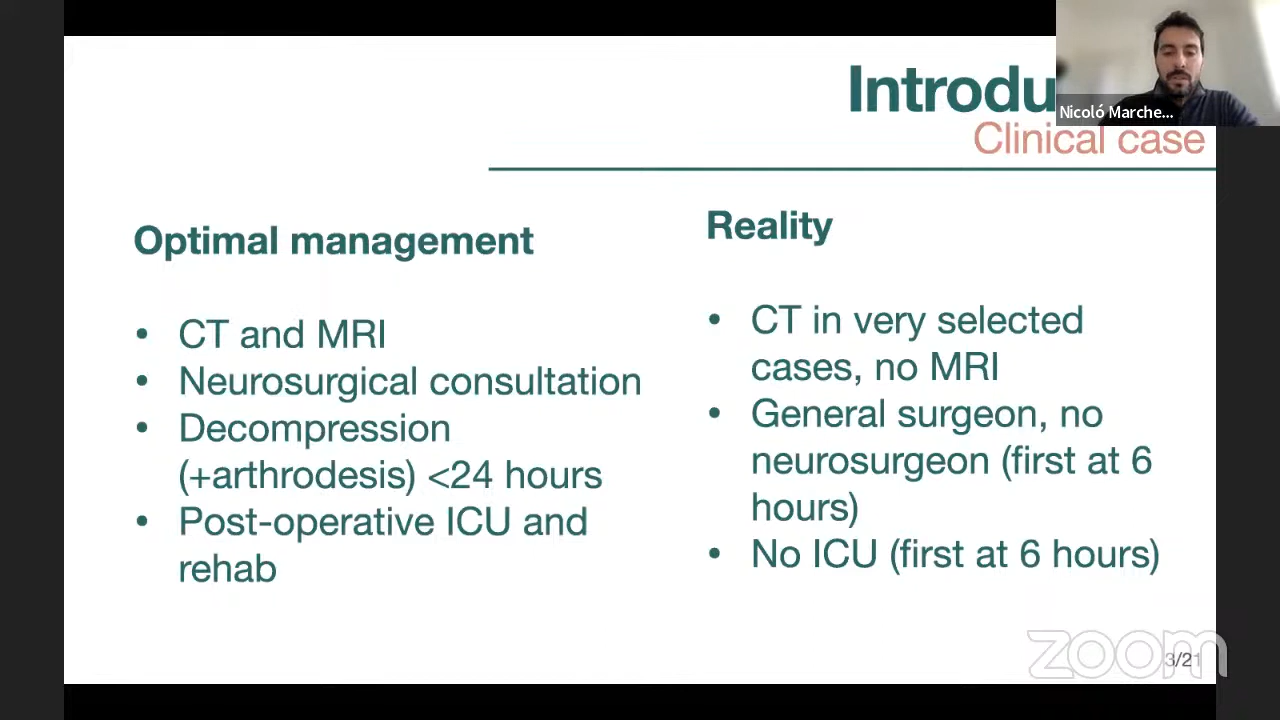 Introdu
Nicoló Marche...
Clinical case
Optimal management
• CT and MRI
• Neurosurgical consultation
• Decompression
(+arthrodesis) <24 hours
• Post-operative ICU and
rehab
Reality
• CT in very selected
cases, no MRI
• General surgeon, no
neurosurgeon (first at 6
hours)
• No ICU (first at 6 hours)
zoom
3/21